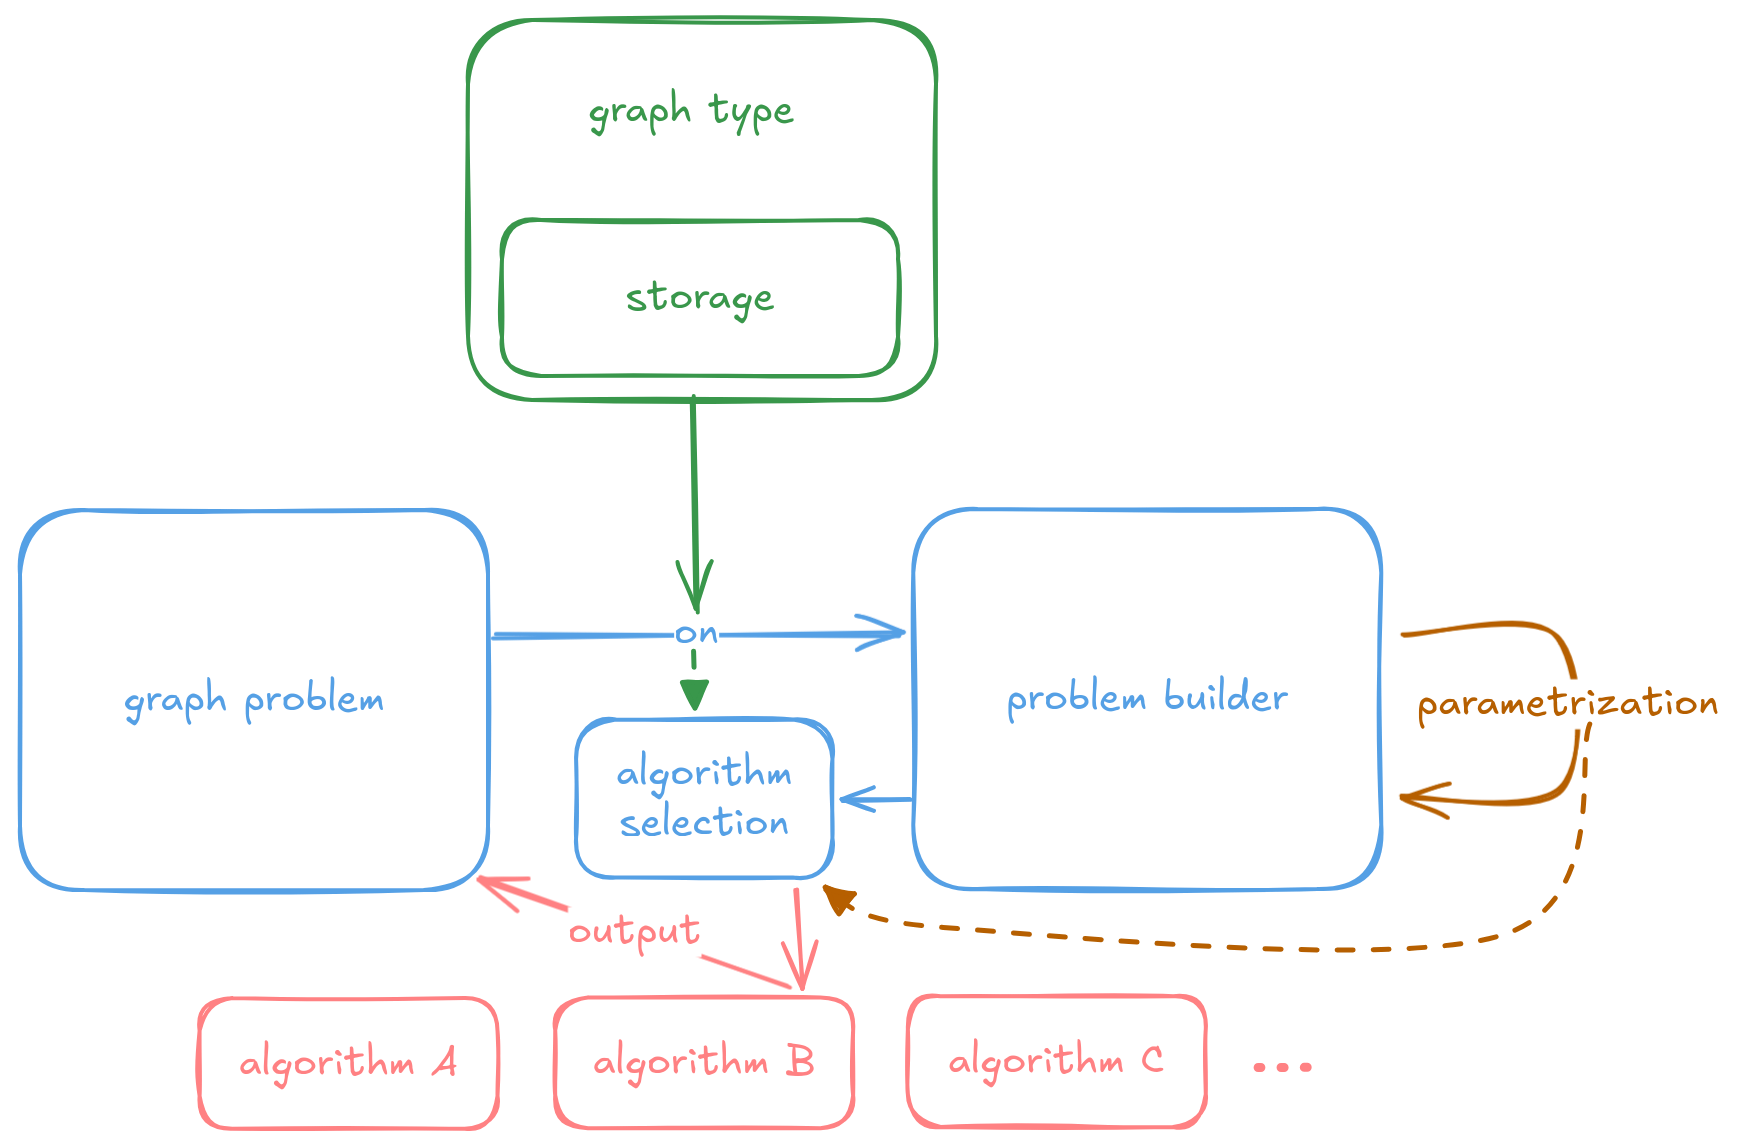 graph type
storage
on
graph problem
problem builder
parametrization
algorithm
selection
output
algorithm A
algorithm B
algorithm C
...